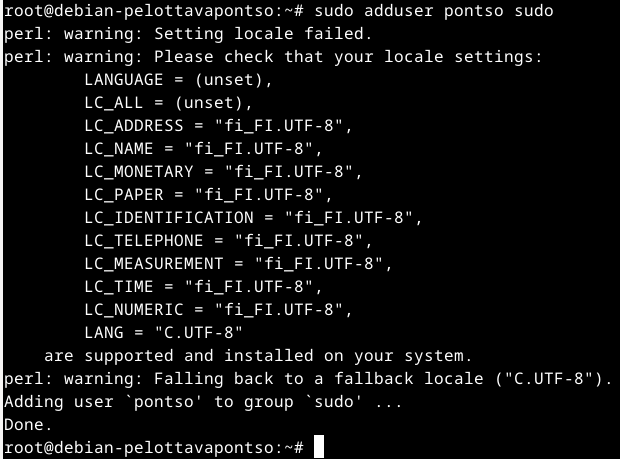 root@debian-pelottavapontso:~# sudo adduser pontso sudo
perl: warning: Setting locale failed.
perl: warning: Please check that your locale settings:
        LANGUAGE = (unset),
        LC_ALL = (unset),
        LC_ADDRESS = "fi_FI.UTF-8",
        LC_NAME = "fi_FI.UTF-8",
        LC_MONETARY = "fi_FI.UTF-8",
        LC_PAPER = "fi_FI.UTF-8",
        LC_IDENTIFICATION = "fi_FI.UTF-8",
        LC_TELEPHONE = "fi_FI.UTF-8",
        LC_MEASUREMENT = "fi_FI.UTF-8",
        LC_TIME = "fi_FI.UTF-8",
        LC_NUMERIC = "fi_FI.UTF-8",
        LANG = "C.UTF-8"
    are supported and installed on your system.
perl: warning: Falling back to a fallback locale ("C.UTF-8").
Adding user `pontso' to group `sudo' ...
Done.
root@debian-pelottavapontso:~#